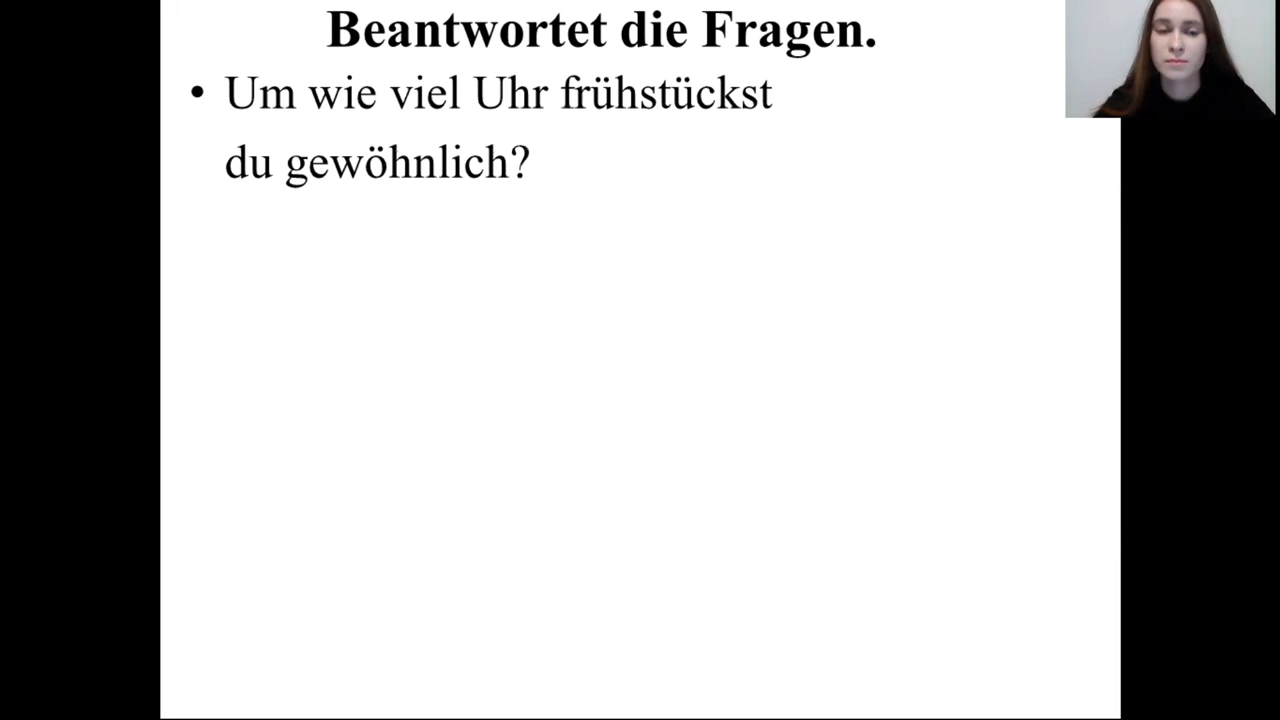 Beantwortet die Fragen.
• Um wie viel Uhr frühstückst
du gewöhnlich?